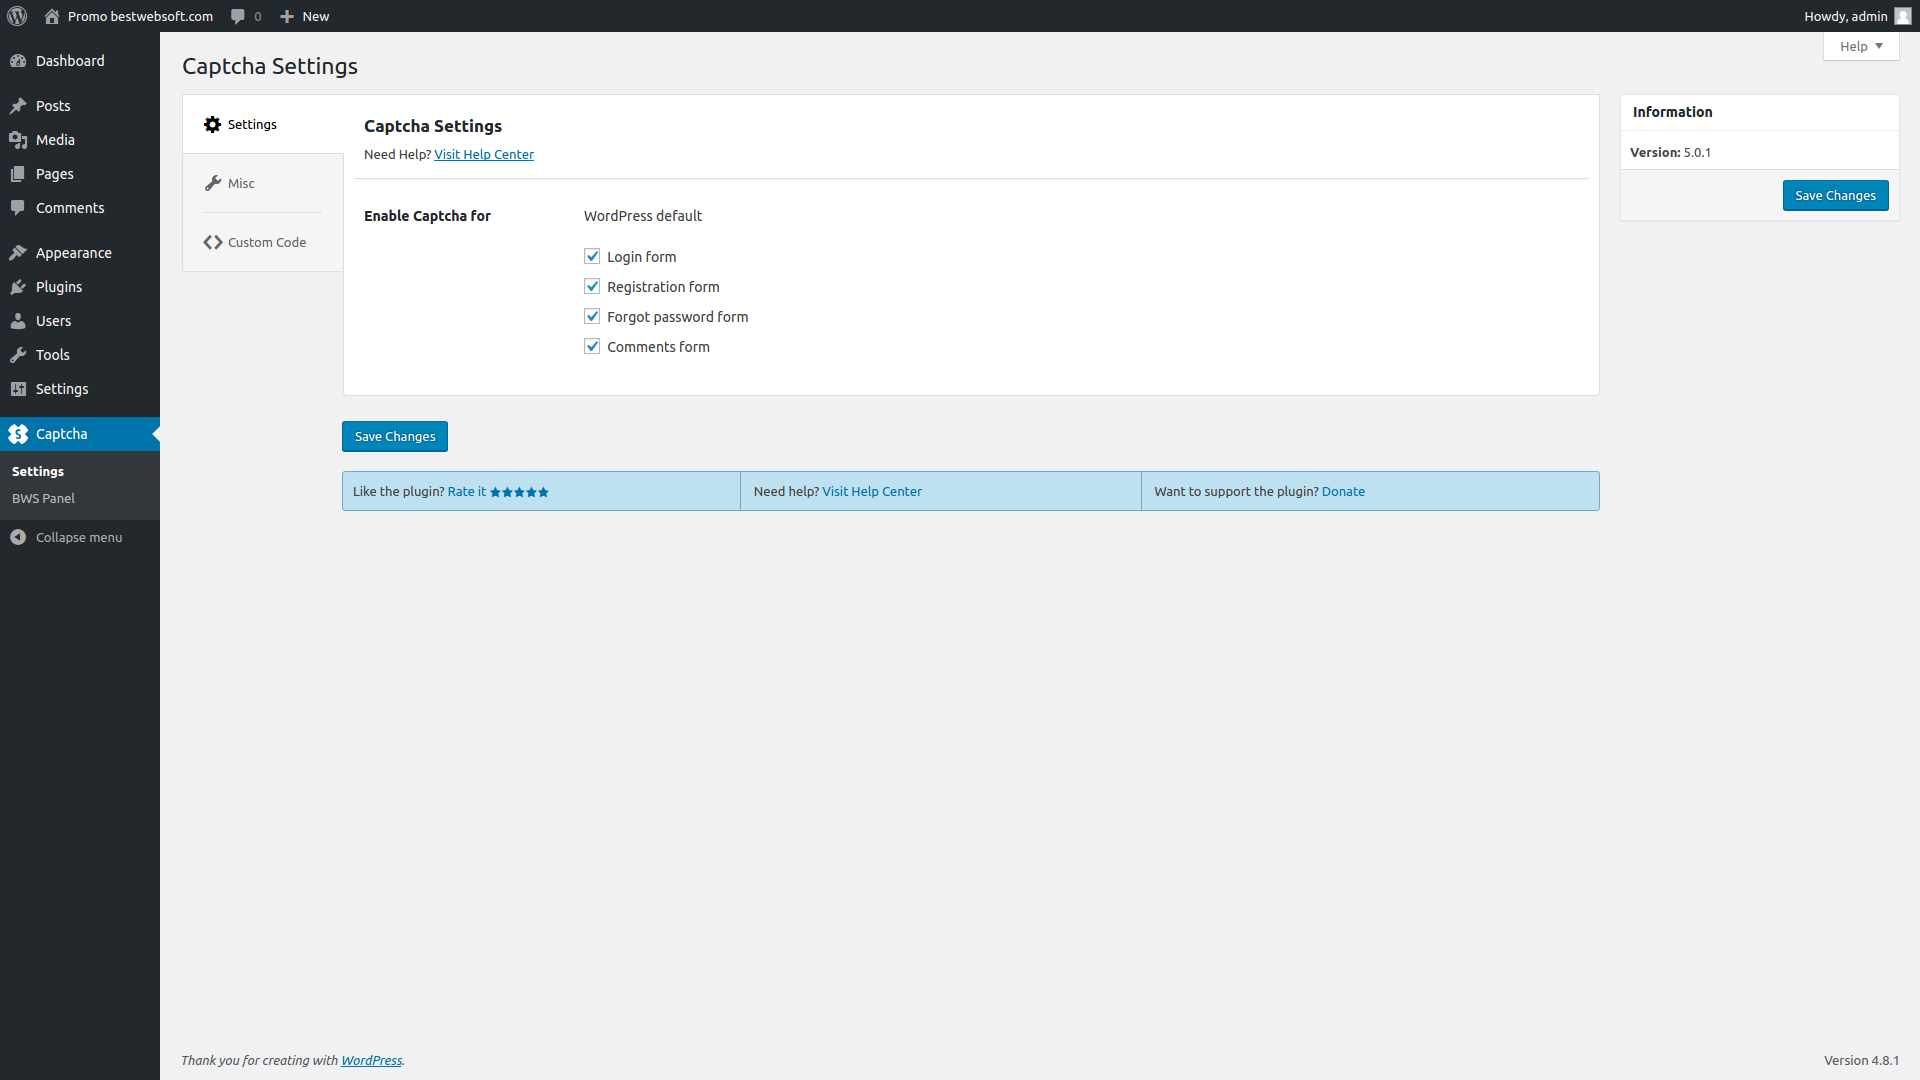 Promo bestwebsoft.com 0 New Howdy, admin
Help
Dashboard
Posts
Media
Pages
Comments
Appearance
Plugins
Users
Tools
Settings
Captcha
Settings
BWS Panel
Collapse menu
Captcha Settings
Settings
Misc
Custom Code
Captcha Settings
Need Help? Visit Help Center
Enable Captcha for
WordPress default
Login form
Registration form
Forgot password form
Comments form
Save Changes
Like the plugin? Rate it
Need help? Visit Help Center
Want to support the plugin? Donate
Information
Version: 5.0.1
Save Changes
Thank you for creating with WordPress.
Version 4.8.1